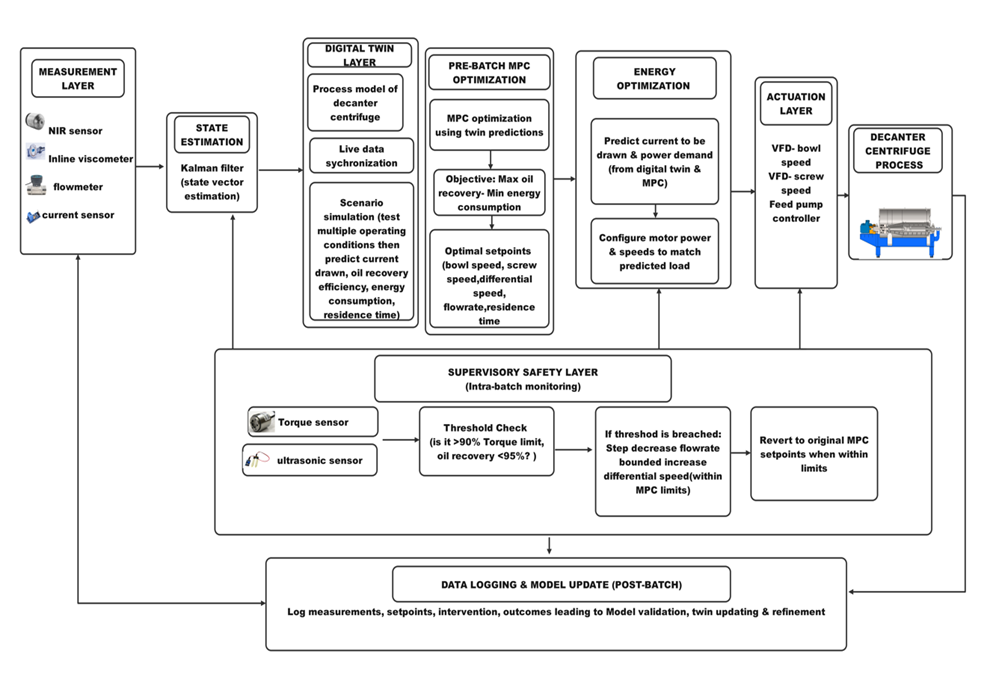 MEASUREMENT
LAYER
NIR sensor
Inline viscometer
flowmeter
current sensor
STATE
ESTIMATION
Kalman filter
(state vector
estimation)
DIGITAL TWIN
LAYER
Process model of
decanter
centrifuge
Live data
sychronization
Scenario
simulation (test
multiple operating
conditions then
predict current
drawn, oil recovery
efficiency, energy
consumption,
residence time)
PRE-BATCH MPC
OPTIMIZATION
MPC optimization
using twin predictions
Objective: Max oil
recovery- Min energy
consumption
Optimal setpoints
(bowl speed, screw
speed,differential
speed,
flowrate,residence
time
ENERGY
OPTIMIZATION
Predict current to be
drawn & power demand
(from digital twin &
MPC)
Configure motor power
& speeds to match
predicted load
ACTUATION
LAYER
VFD- bowl
speed
VFD- screw
speed
Feed pump
controller
DECANTER
CENTRIFUGE
PROCESS
SUPERVISORY SAFETY LAYER
(Intra-batch monitoring)
Torque sensor
ultrasonic sensor
Threshold Check
(is it >90% Torque limit,
oil recovery <95%? )
If threshod is breached:
Step decrease flowrate
bounded increase
differential speed(within
MPC limits)
Revert to original MPC
setpoints when within
limits
DATA LOGGING & MODEL UPDATE (POST-BATCH)
Log measurements, setpoints, intervention, outcomes leading to Model validation, twin updating & refinement